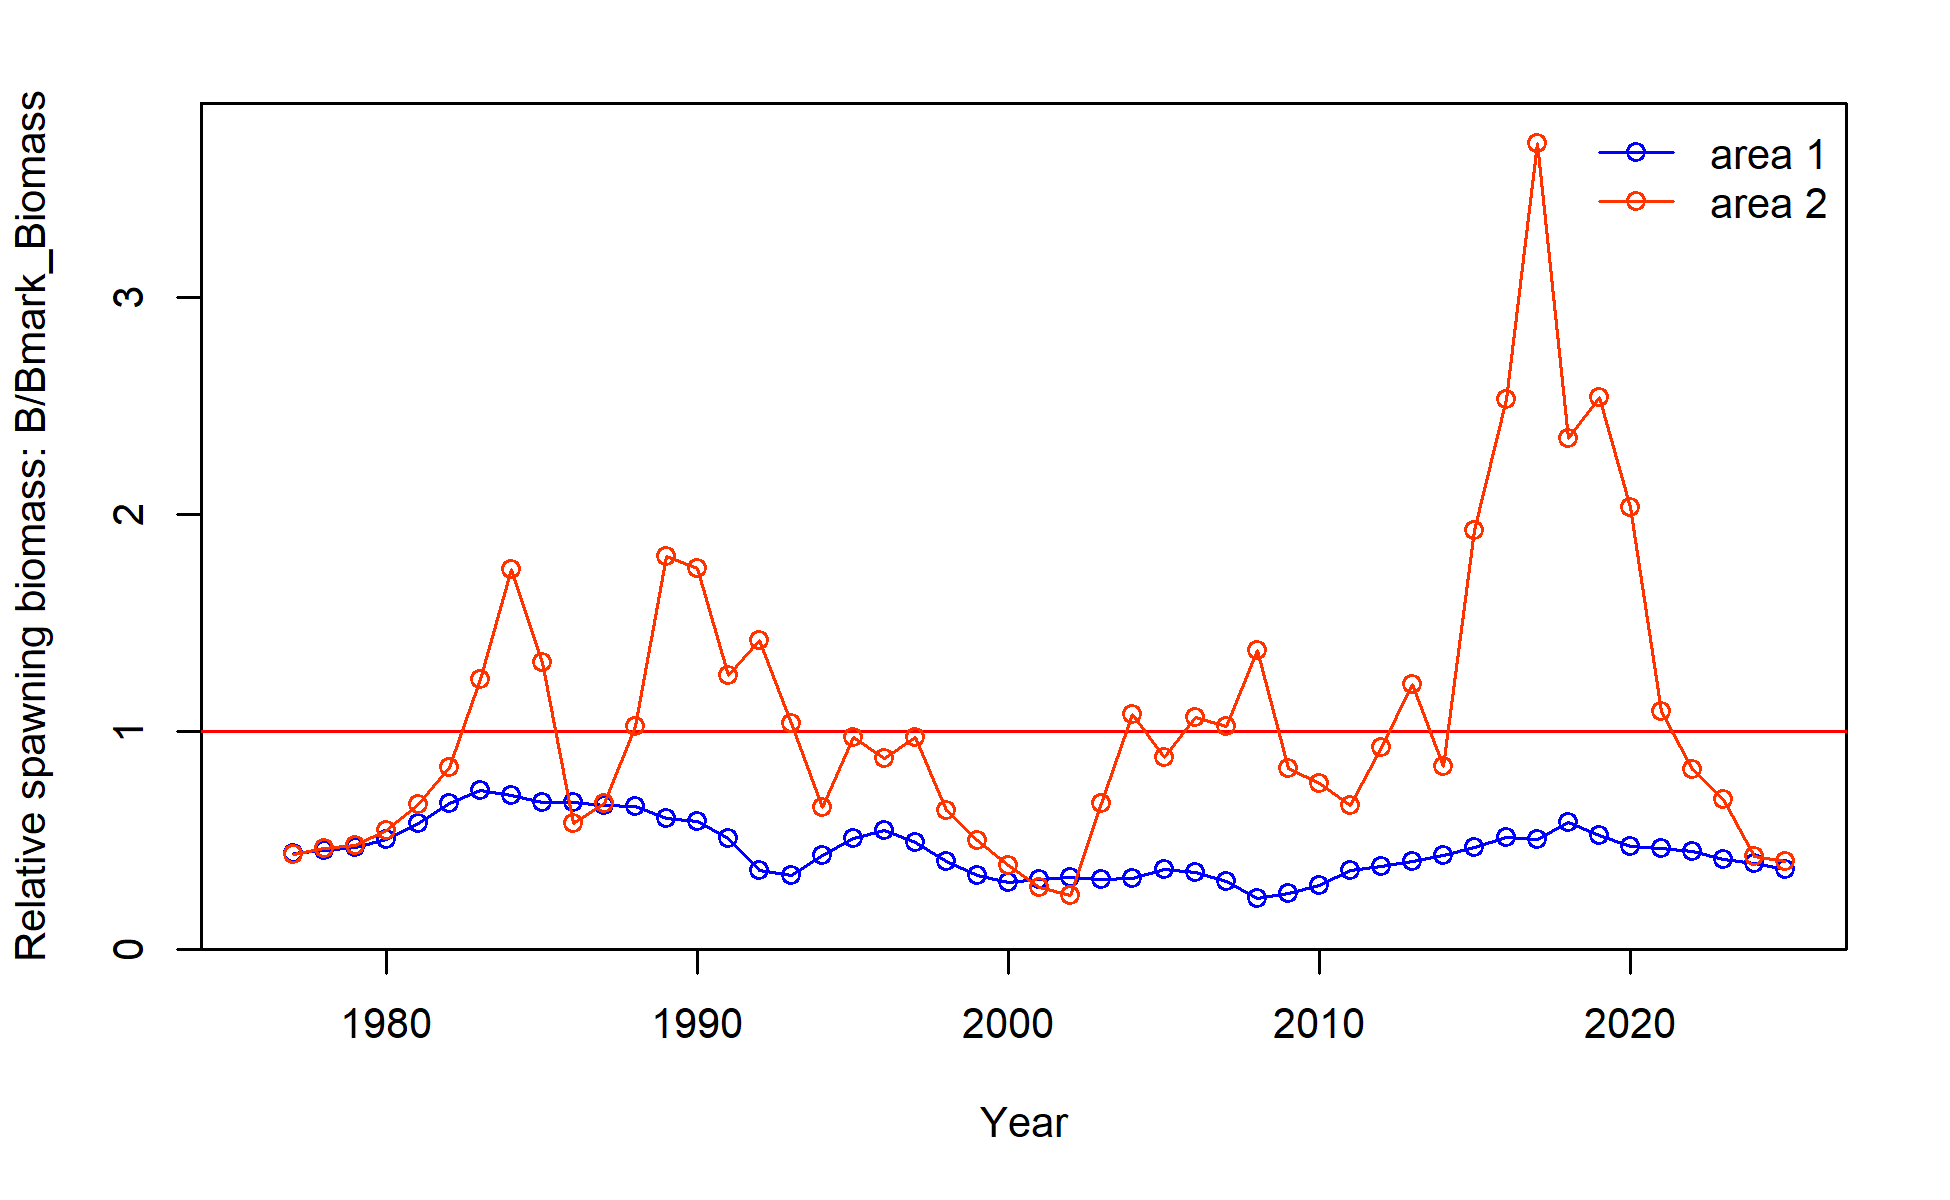 Relative spawning biomass: B/Bmark_Biomass
area 1
area 2
3
2
1
0
1980 1990 2000 2010 2020
Year